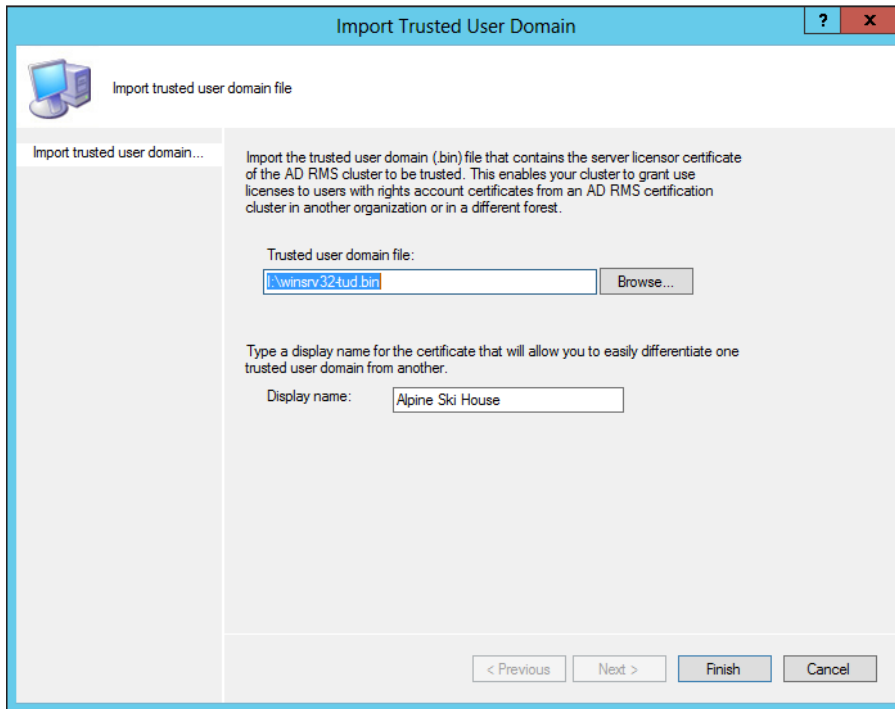 Import Trusted User Domain
? x
Import trusted user domain file
Import trusted user domain...
Import the trusted user domain (.bin) file that contains the server licensor certificate
of the AD RMS cluster to be trusted. This enables your cluster to grant use
licenses to users with rights account certificates from an AD RMS certification
cluster in another organization or in a different forest.
Trusted user domain file:
I:\winsrv32-tud.bin
Browse...
Type a display name for the certificate that will allow you to easily differentiate one
trusted user domain from another.
Display name:
Alpine Ski House
< Previous Next > Finish Cancel